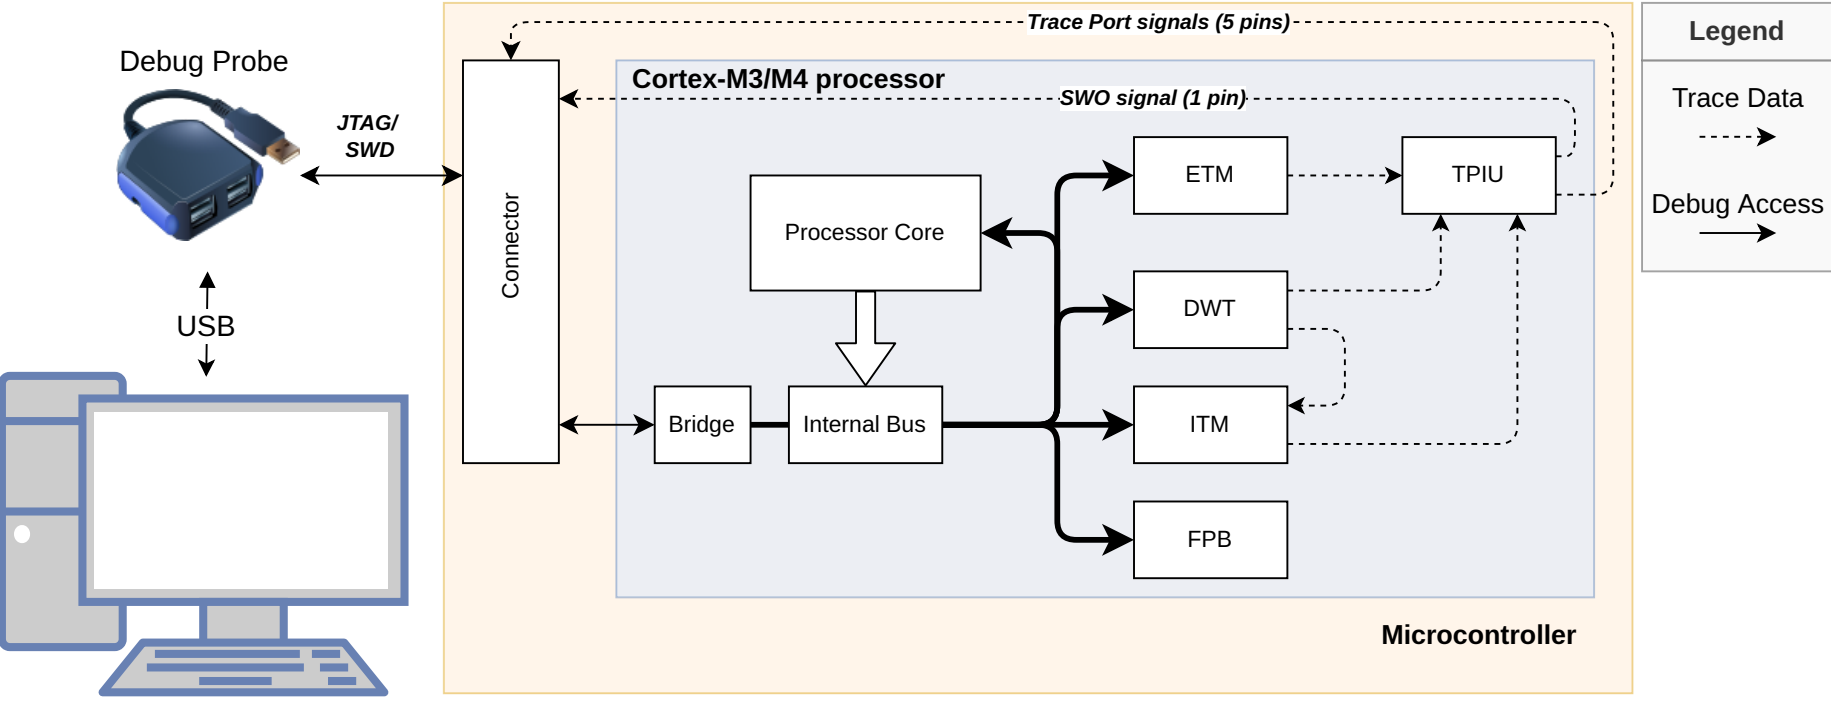 Trace Port signals (5 pins)
Legend
Debug Probe
Cortex-M3/M4 processor
SWO signal (1 pin)
Trace Data
JTAG/
SWD
ETM
TPIU
Debug Access
Connector
Processor Core
DWT
USB
Bridge
Internal Bus
ITM
FPB
Microcontroller